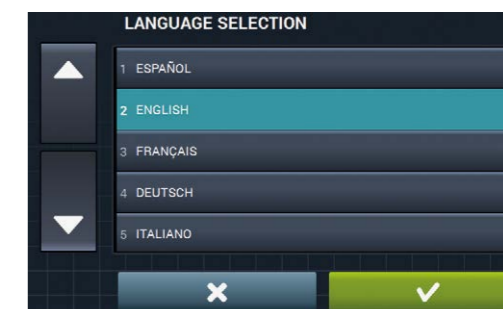 LANGUAGE SELECTION
1 ESPAÑOL
2 ENGLISH
3 FRANÇAIS
4 DEUTSCH
5 ITALIANO